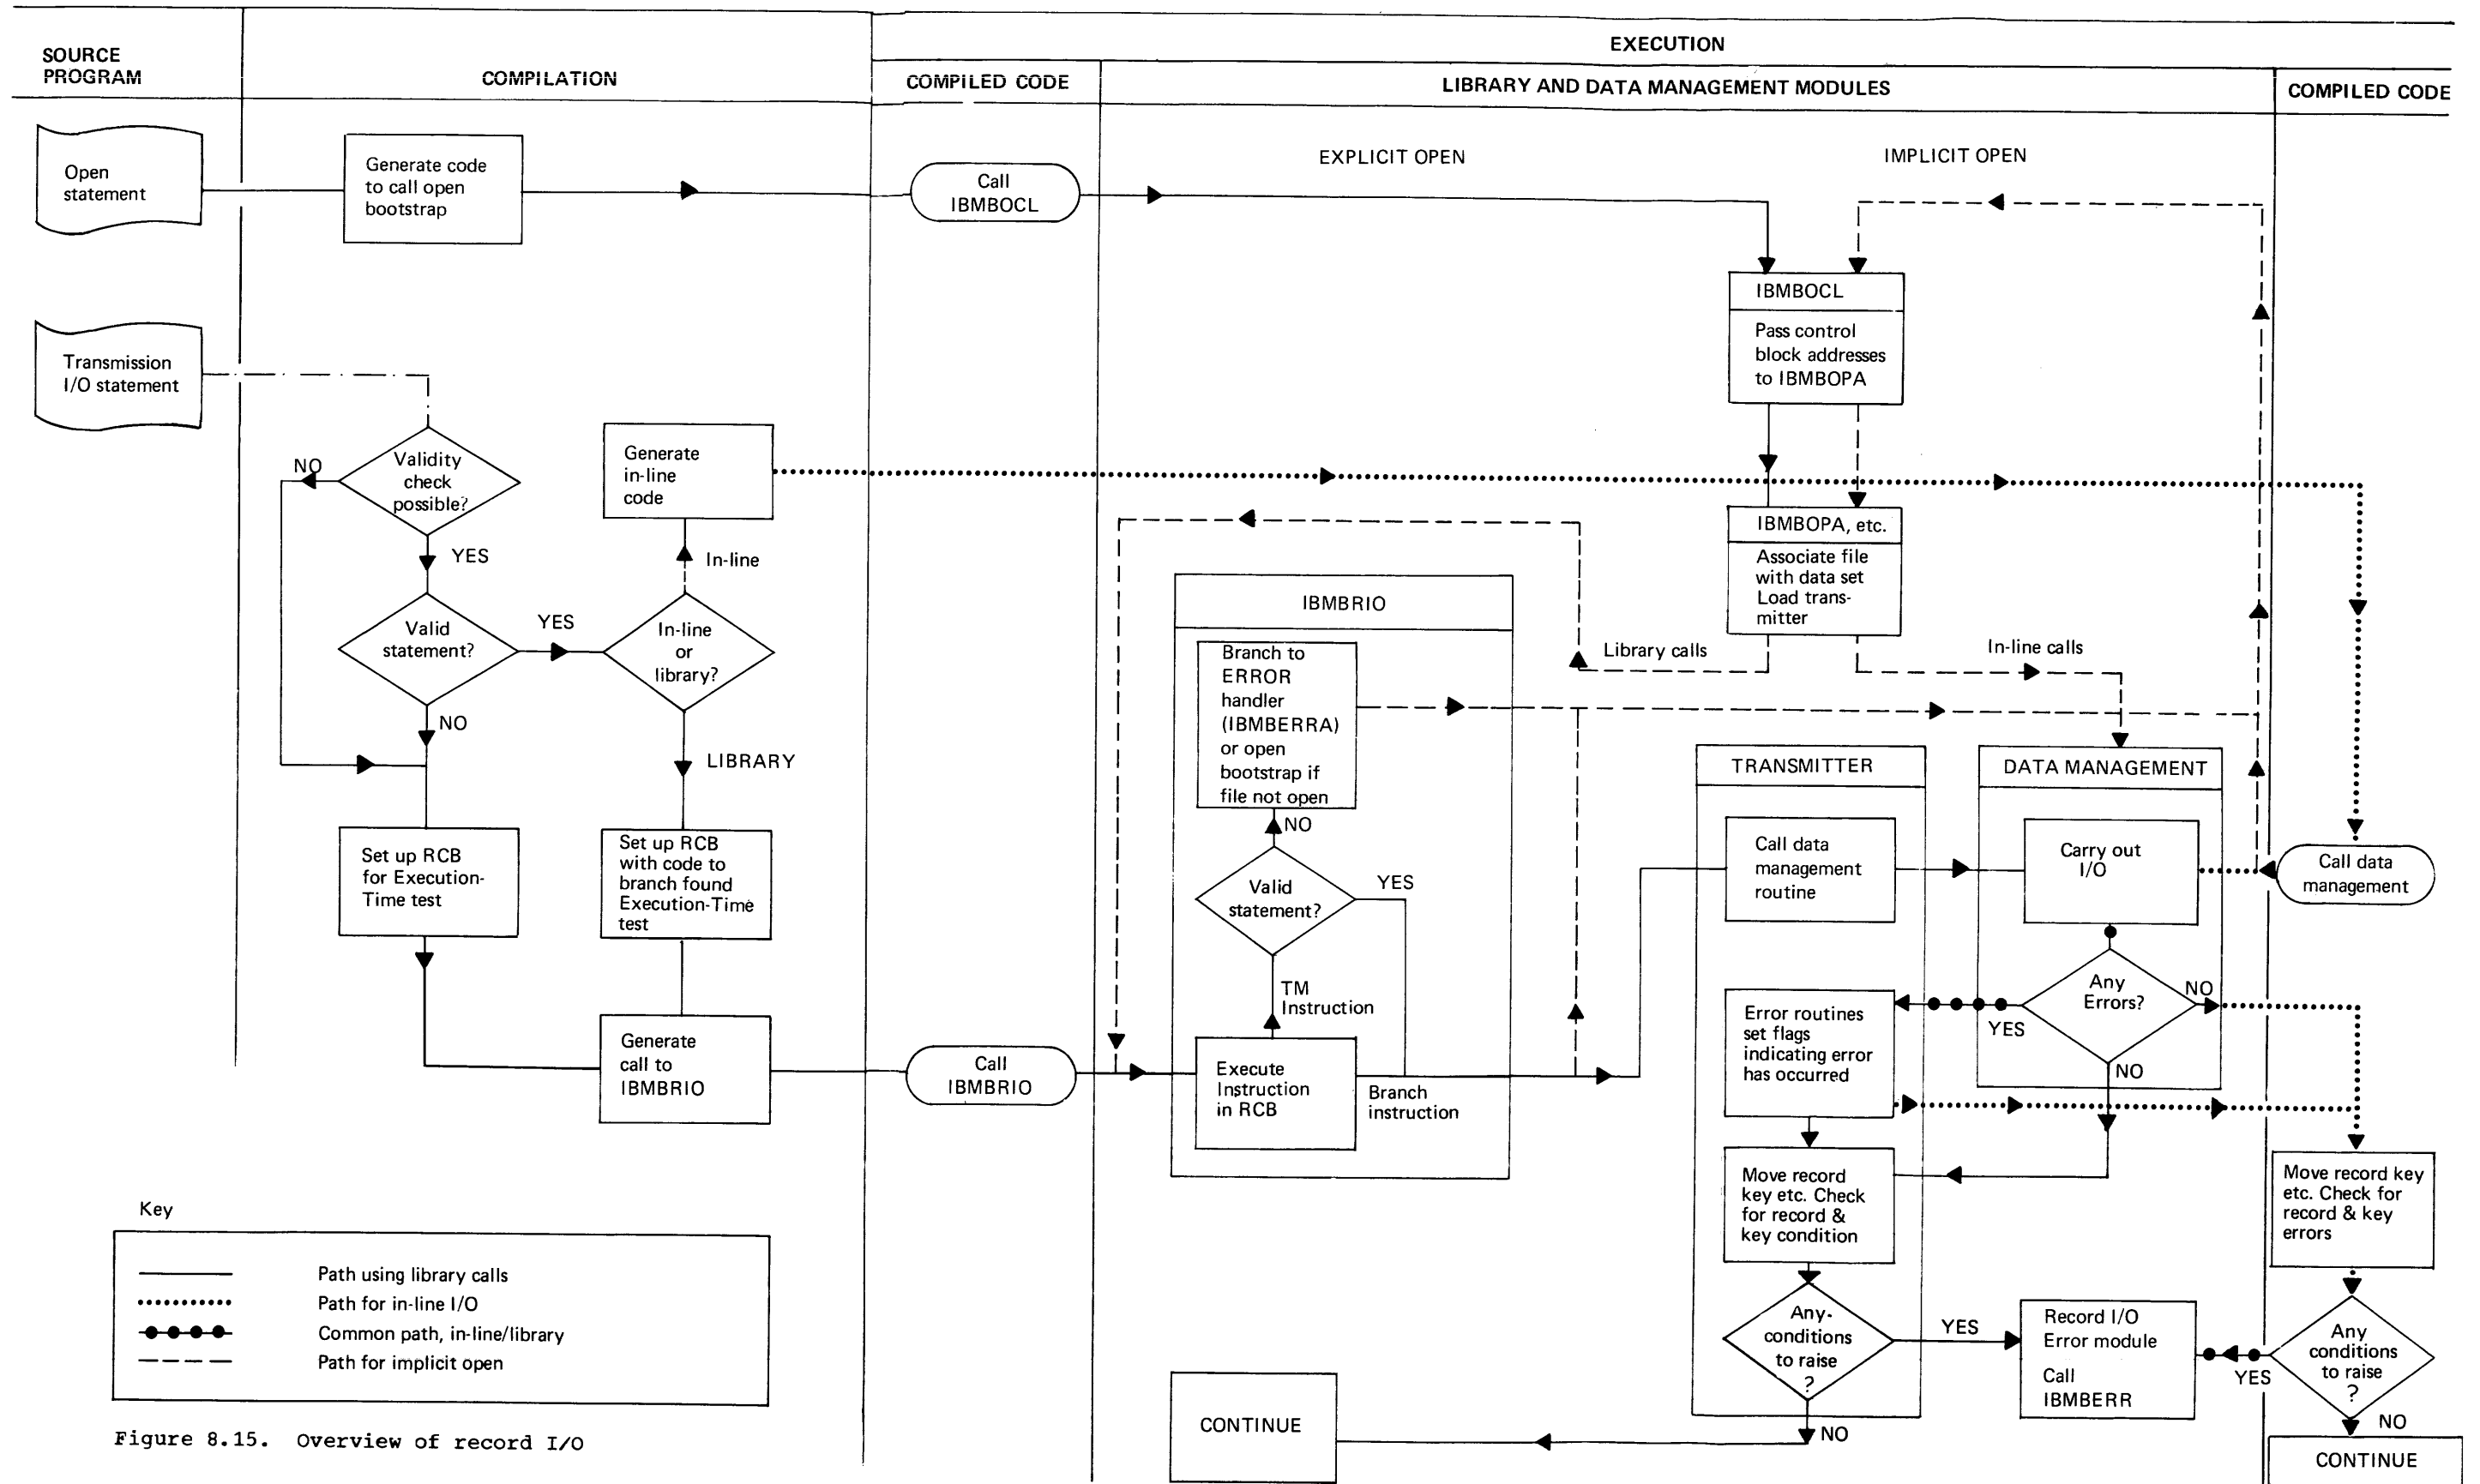 SOURCE
PROGRAM
COMPILATION
EXECUTION
COMPILED CODE
LIBRARY AND DATA MANAGEMENT MODULES
COMPILED CODE
Open
statement
Generate code
to call open
bootstrap
Call
IBMBOCL
EXPLICIT OPEN
IMPLICIT OPEN
IBMBOCL
Pass control
block addresses
to IBMBOPA
Transmission
I/O statement
Validity
check
possible?
NO
YES
Generate
in-line
code
In-line
Valid
statement?
YES
NO
In-line
or
library?
LIBRARY
IBMBOPA, etc.
Associate file
with data set
Load trans-
mitter
Library calls
In-line calls
IBMBRIO
Branch to
ERROR
handler
(IBMBERRA)
or open
bootstrap if
file not open
NO
Valid
statement?
YES
TM
Instruction
Execute
Instruction
in RCB
Branch
instruction
Set up RCB
for Execution-
Time test
Set up RCB
with code to
branch found
Execution-Time
test
Generate
call to
IBMBRIO
Call
IBMBRIO
TRANSMITTER
Call data
management
routine
DATA MANAGEMENT
Carry out
I/O
Call data
management
Any
Errors?
NO
YES
NO
Error routines
set flags
indicating error
has occurred
Move record
key etc. Check
for record &
key condition
Any-
conditions
to raise
?
YES
NO
Record I/O
Error module
Call
IBMBERR
Move record key
etc. Check for
record & key
errors
Any
conditions
to raise
?
YES
NO
CONTINUE
CONTINUE
Key
Path using library calls
Path for in-line I/O
Common path, in-line/library
Path for implicit open
Figure 8.15. Overview of record I/O